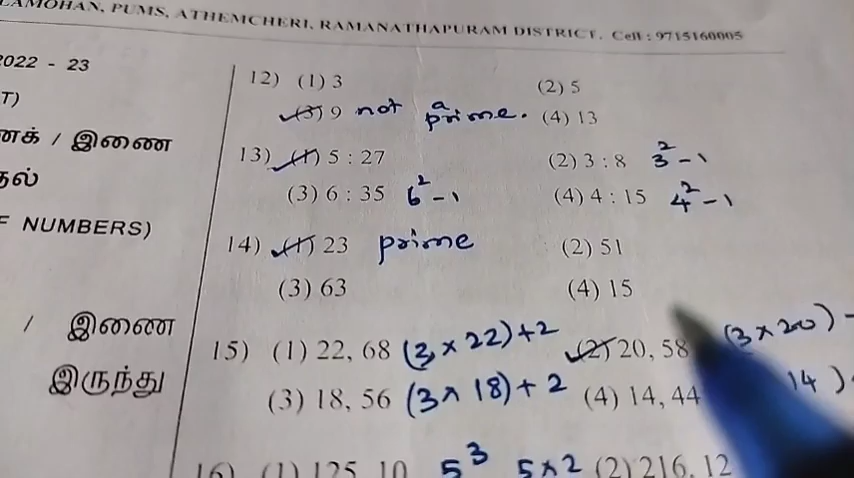 LAMOHAN, PUMS, ATHEMCHERI, RAMANATHAPURAM DISTRICT. Cell : 9715160005
2022 - 23
T)
னக் / இணை
தல்
F NUMBERS)
/ இணை
இருந்து
12) (1) 3 (2) 5
(3) 9 not a prime. (4) 13
13) (1) 5 : 27 (2) 3 : 8 3² - 1
(3) 6 : 35 6² - 1 (4) 4 : 15 4² - 1
14) (1) 23 prime (2) 51
(3) 63 (4) 15
15) (1) 22, 68 (3 × 22) + 2 (2) 20, 58 (3 × 20) -
(3) 18, 56 (3 × 18) + 2 (4) 14, 44 14)
16) (1) 125, 10 5³ 5 × 2 (2) 216, 12